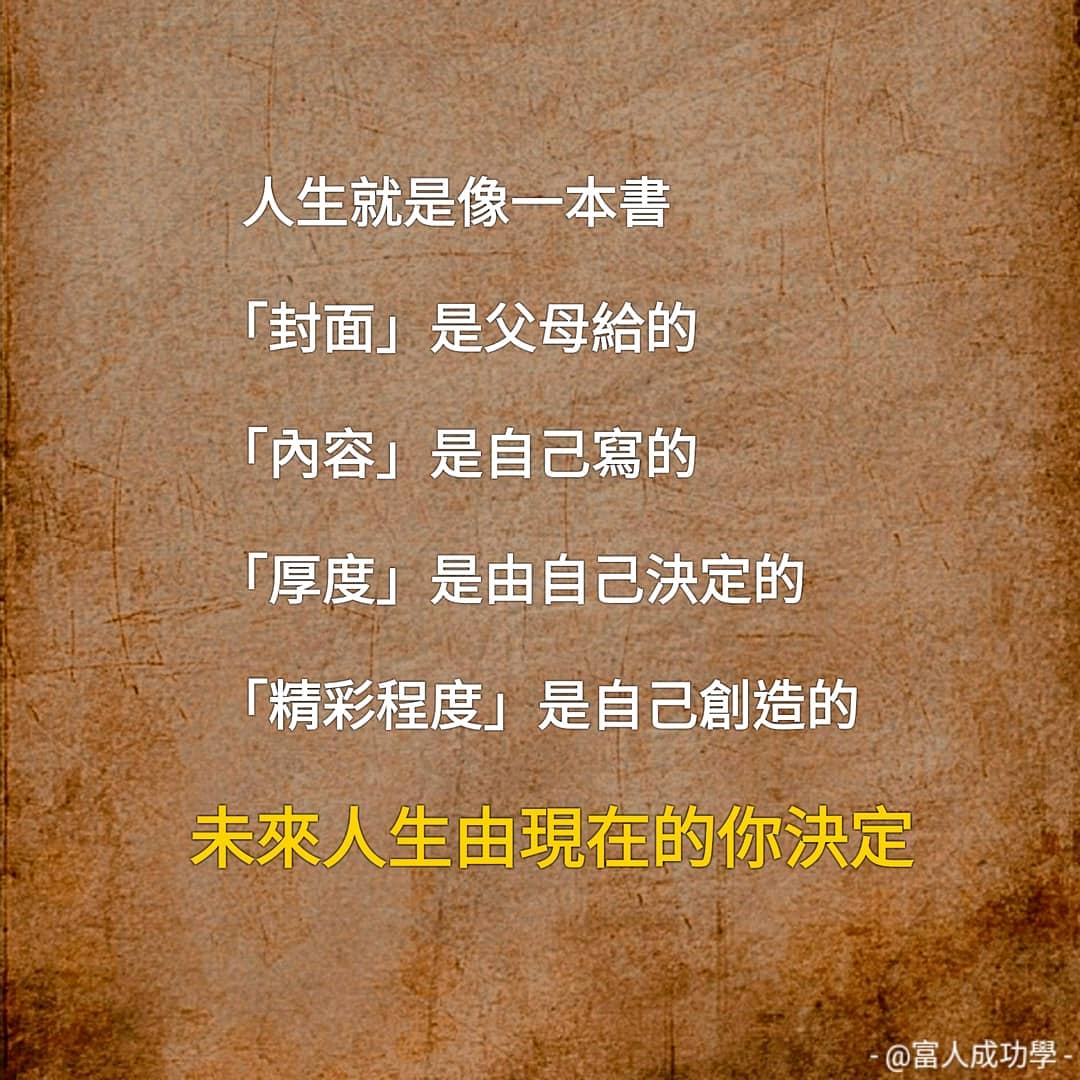 人生就是像一本書
「封面」是父母給的
「內容」是自己寫的
「厚度」是由自己決定的
「精彩程度」是自己創造的
未來人生由現在的你決定
- @富人成功學 -